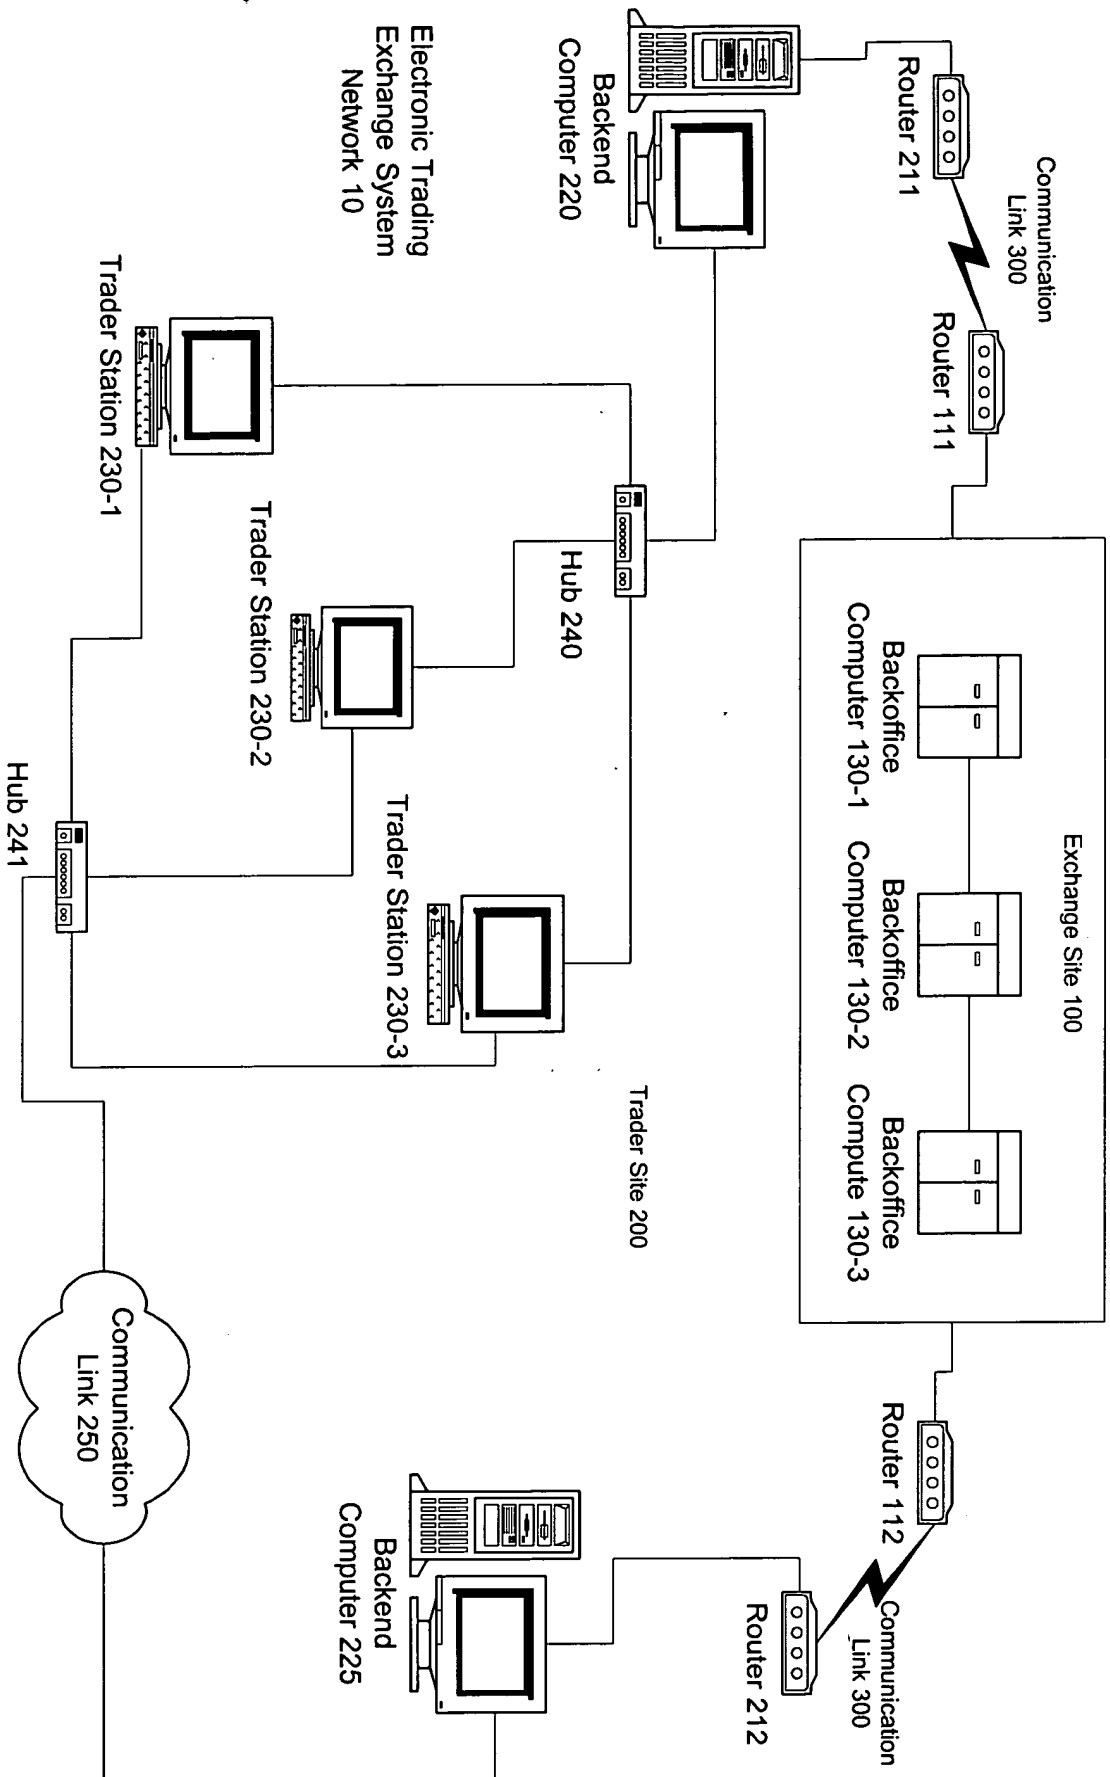 Exchange Site 100
Communication
Link 300
Router 211
Router 111
Backoffice
Computer 130-1
Backoffice
Computer 130-2
Backoffice
Compute 130-3
Router 112
Communication
Link 300
Router 212
Backend
Computer 220
Electronic Trading
Exchange System
Network 10
Hub 240
Trader Site 200
Trader Station 230-1
Trader Station 230-2
Trader Station 230-3
Hub 241
Backend
Computer 225
Communication
Link 250